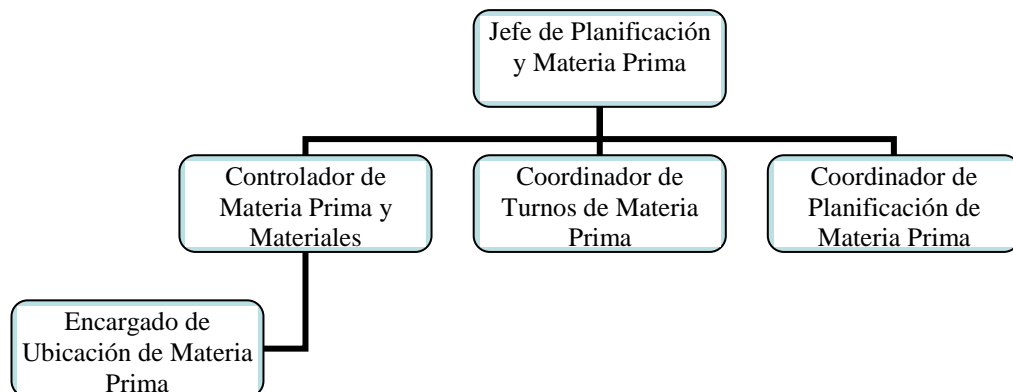 Jefe de Planificación
y Materia Prima
Controlador de
Materia Prima y
Materiales
Coordinador de
Turnos de Materia
Prima
Coordinador de
Planificación de
Materia Prima
Encargado de
Ubicación de Materia
Prima